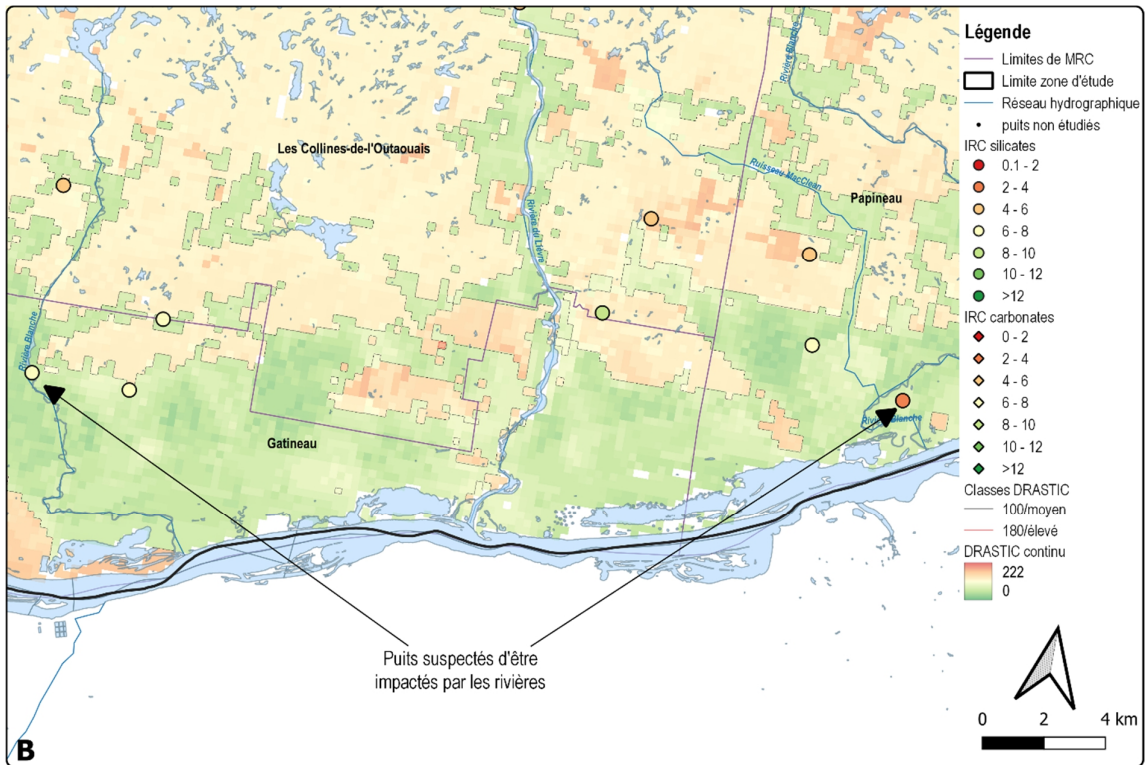 Rivière Blanche
Les Collines-de-l'Outaouais
Ruisseau MacClean
Papineau
Rivière du Lièvre
Rivière Blanche
Gatineau
Rivière Blanche
Puits suspectés d'être
impactés par les rivières
B
Légende
Limites de MRC
Limite zone d'étude
Réseau hydrographique
puits non étudiés
IRC silicates
0.1 - 2
2 - 4
4 - 6
6 - 8
8 - 10
10 - 12
>12
IRC carbonates
0 - 2
2 - 4
4 - 6
6 - 8
8 - 10
10 - 12
>12
Classes DRASTIC
100/moyen
180/élevé
DRASTIC continu
222
0
0 2 4 km